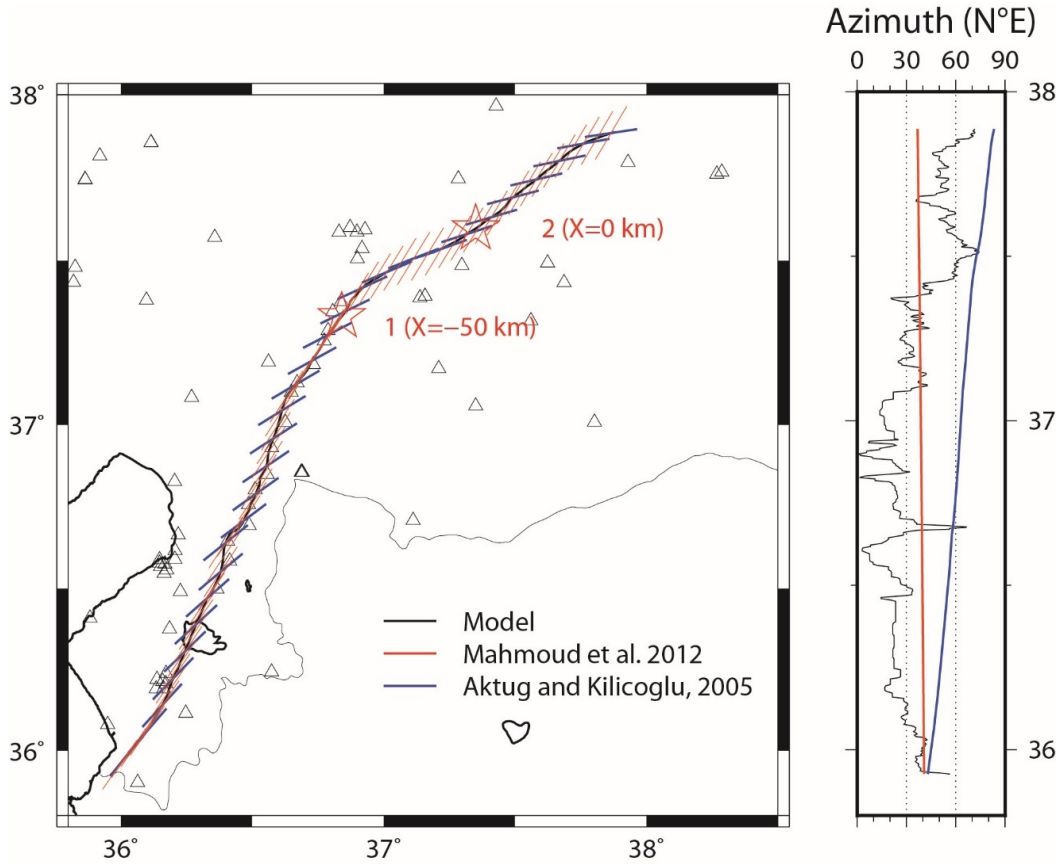 Azimuth (N°E)
0 30 60 90
38°
38
2 (X=0 km)
1 (X=−50 km)
37°
37
Model
Mahmoud et al. 2012
Aktug and Kilicoglu, 2005
36°
36
36° 37° 38°